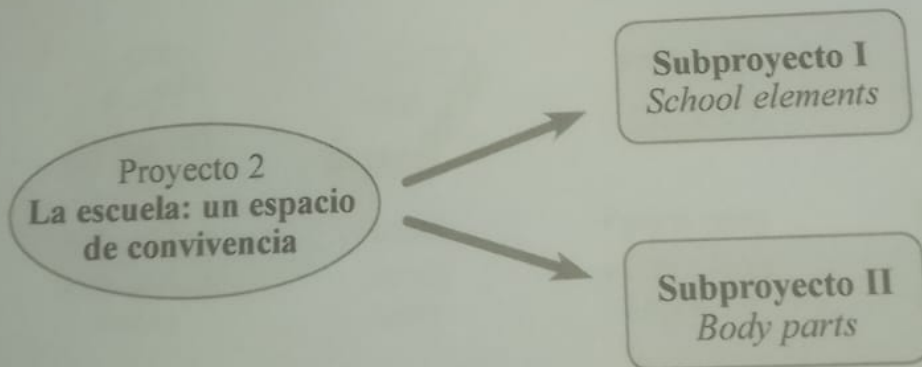 Proyecto 2
La escuela: un espacio
de convivencia
Subproyecto I
School elements
Subproyecto II
Body parts